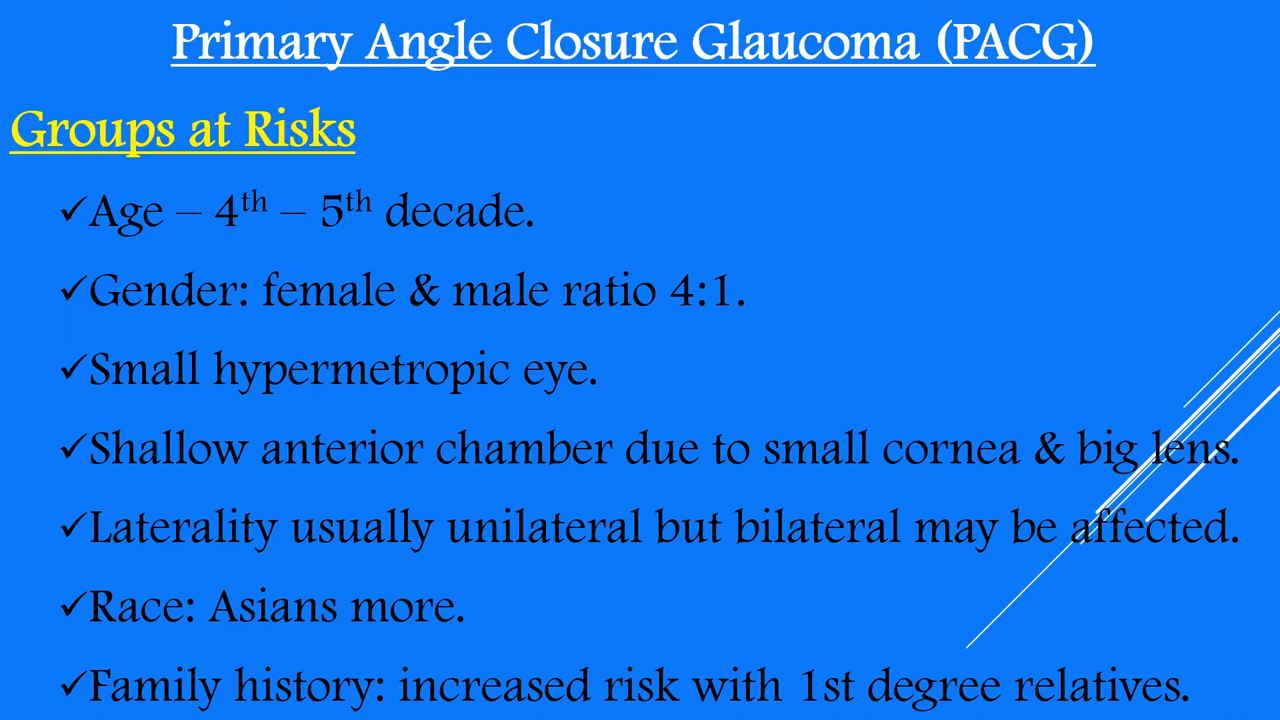 Primary Angle Closure Glaucoma (PACG)
Groups at Risks
✓Age – 4th – 5th decade.
✓Gender: female & male ratio 4:1.
✓Small hypermetropic eye.
✓Shallow anterior chamber due to small cornea & big lens.
✓Laterality usually unilateral but bilateral may be affected.
✓Race: Asians more.
✓Family history: increased risk with 1st degree relatives.